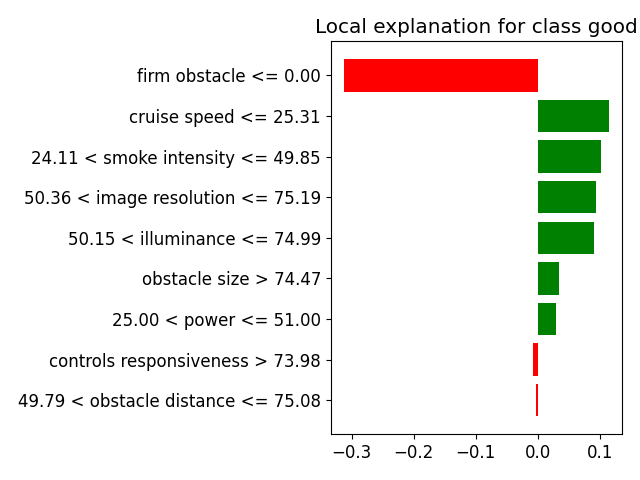 Local explanation for class good
firm obstacle <= 0.00
cruise speed <= 25.31
24.11 < smoke intensity <= 49.85
50.36 < image resolution <= 75.19
50.15 < illuminance <= 74.99
obstacle size > 74.47
25.00 < power <= 51.00
controls responsiveness > 73.98
49.79 < obstacle distance <= 75.08
−0.3 −0.2 −0.1 0.0 0.1